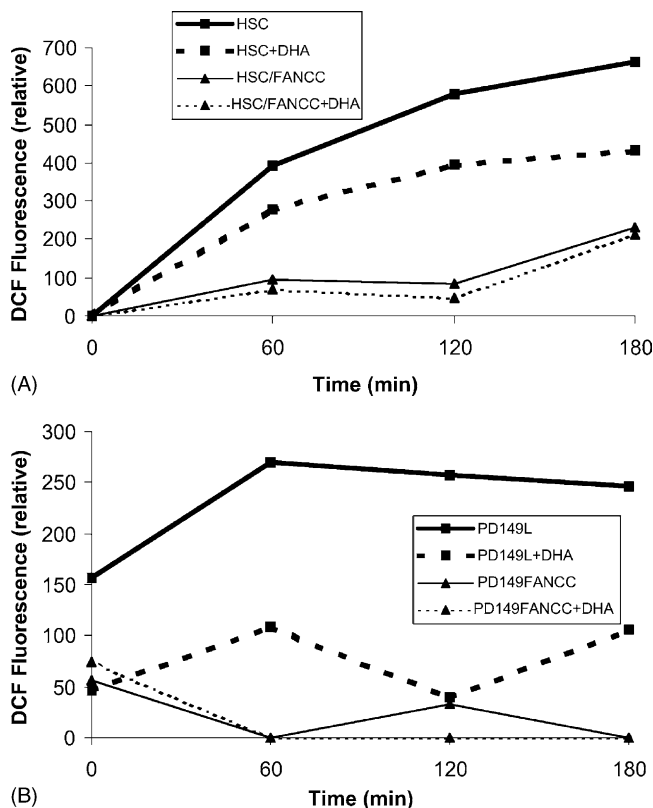 HSC
HSC+DHA
HSC/FANCC
HSC/FANCC+DHA
DCF Fluorescence (relative)
700
600
500
400
300
200
100
0
0 60 120 180
Time (min)
(A)
DCF Fluorescence (relative)
300
250
200
150
100
50
0
PD149L
PD149L+DHA
PD149FANCC
PD149FANCC+DHA
0 60 120 180
Time (min)
(B)